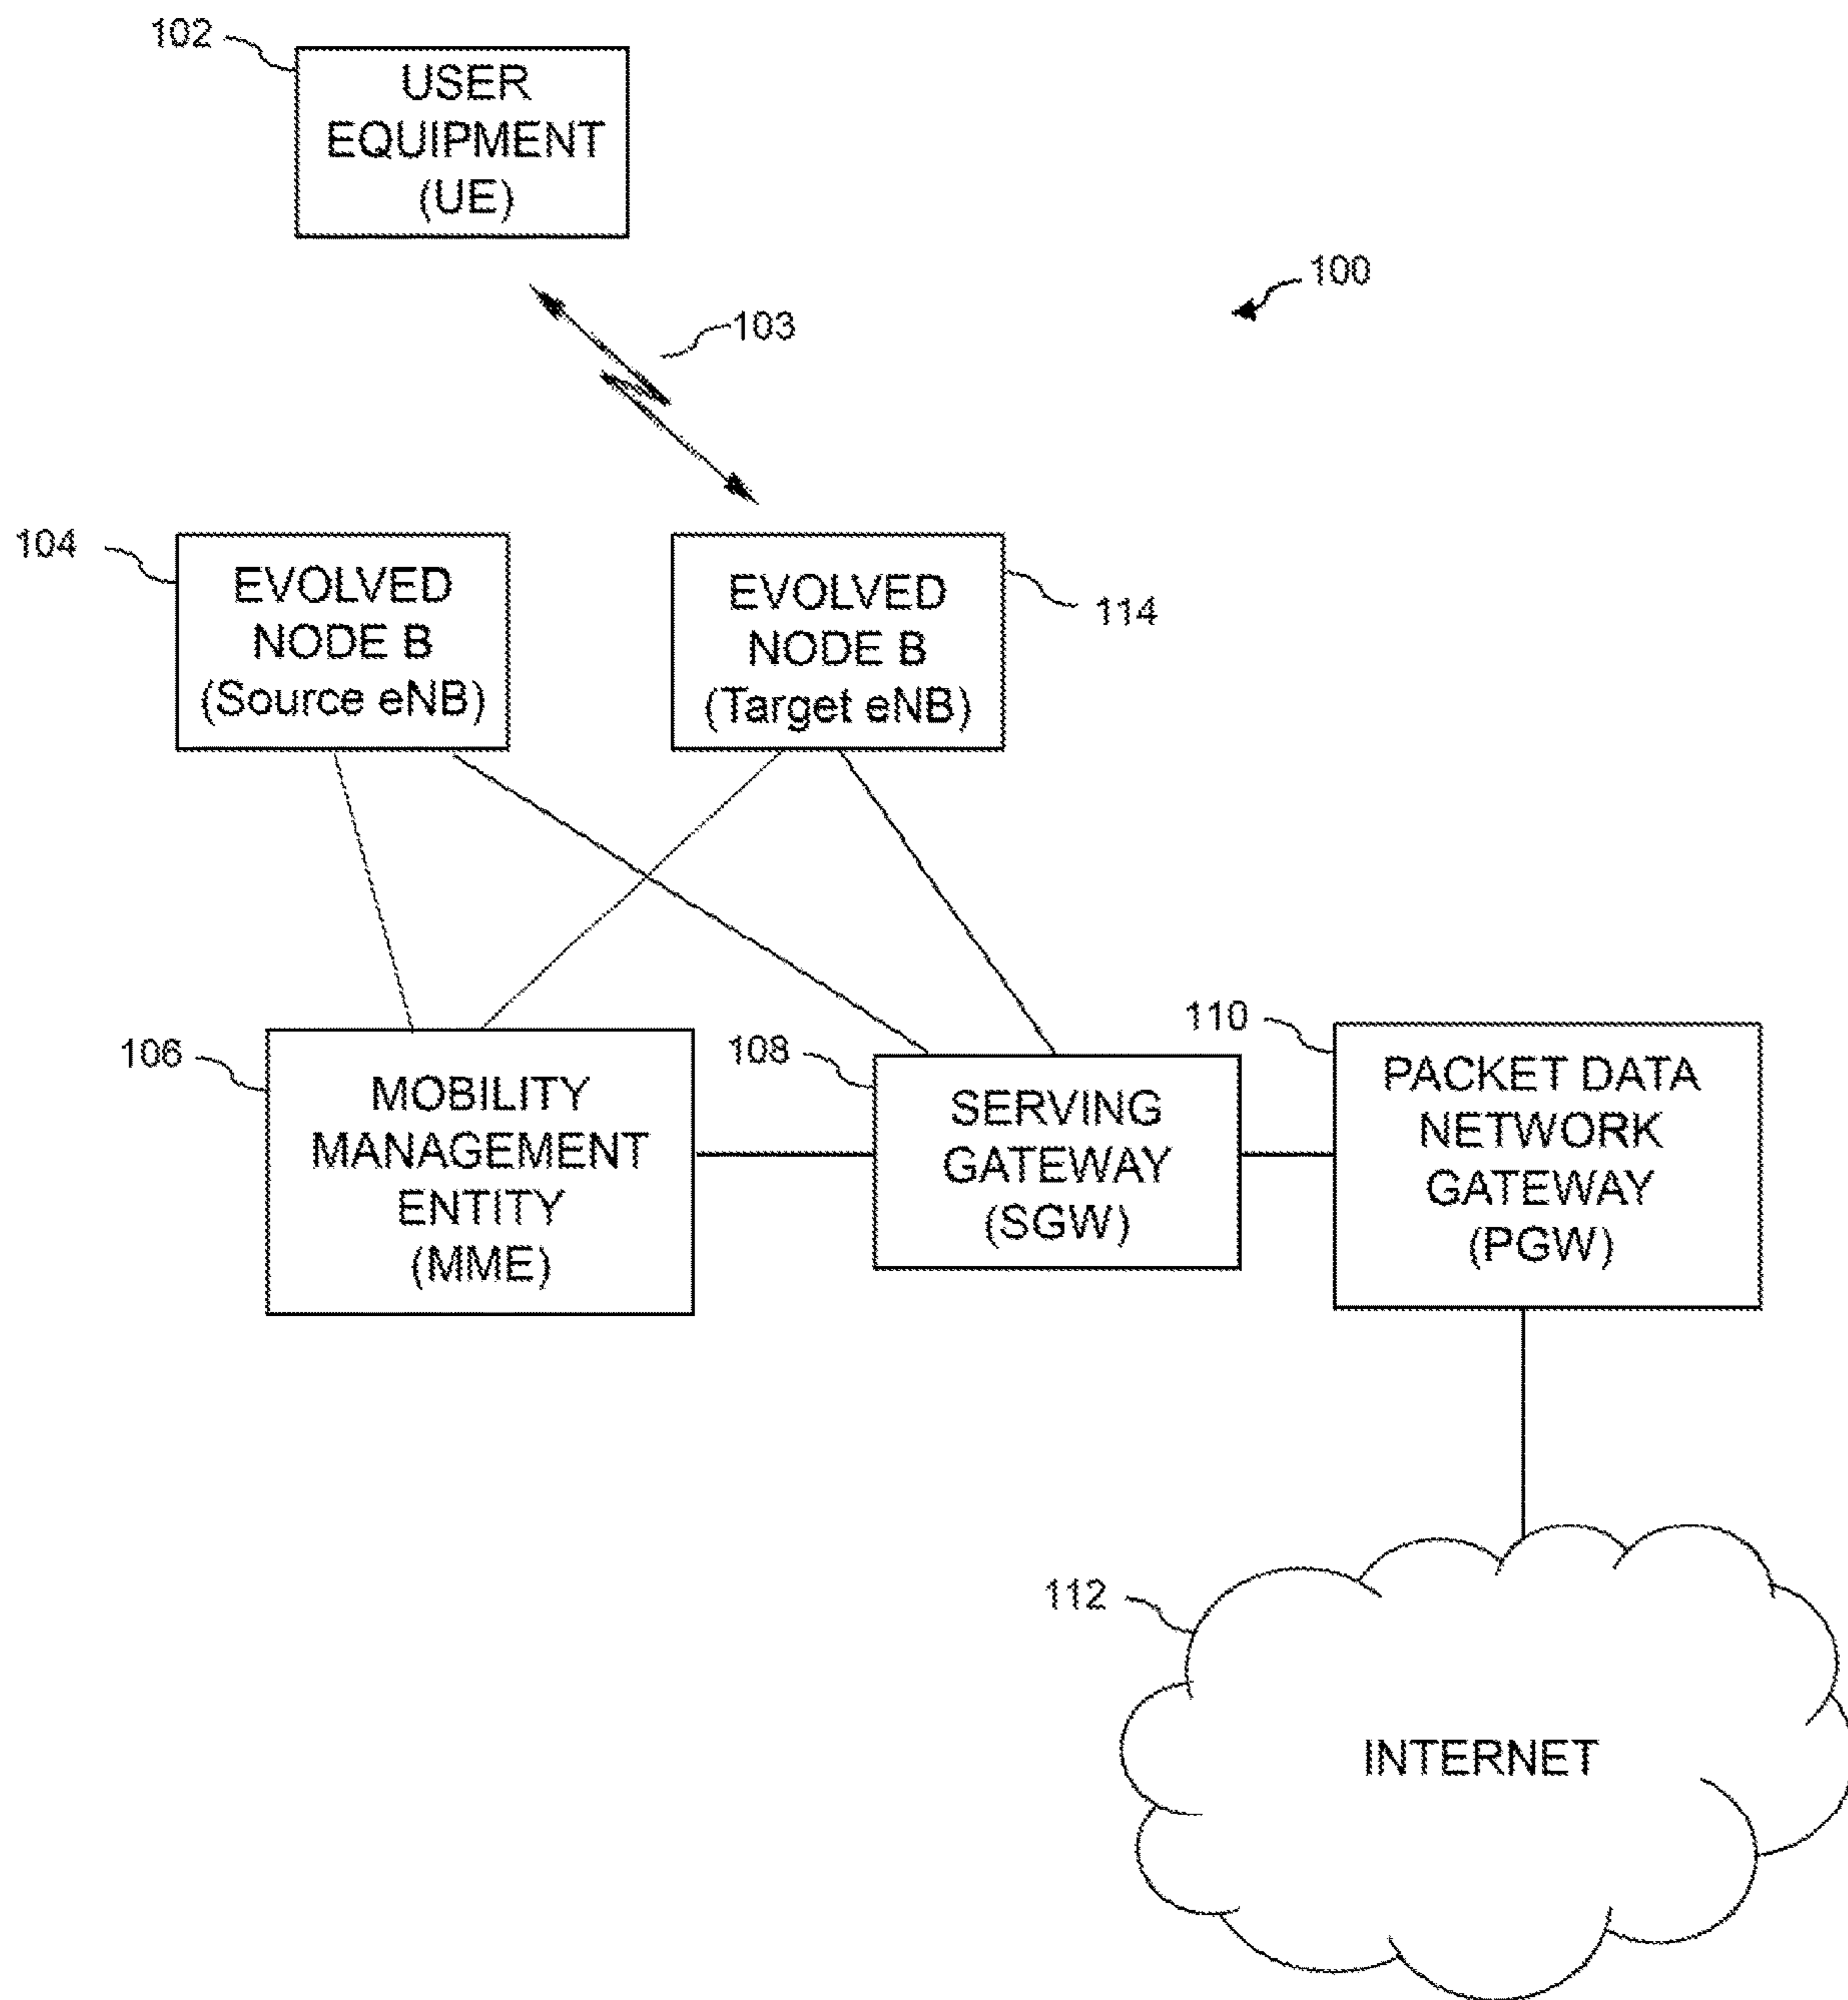 102
USER
EQUIPMENT
(UE)
100
103
104
EVOLVED
NODE B
(Source eNB)
EVOLVED
NODE B
(Target eNB)
114
106
MOBILITY
MANAGEMENT
ENTITY
(MME)
108
SERVING
GATEWAY
(SGW)
110
PACKET DATA
NETWORK
GATEWAY
(PGW)
112
INTERNET